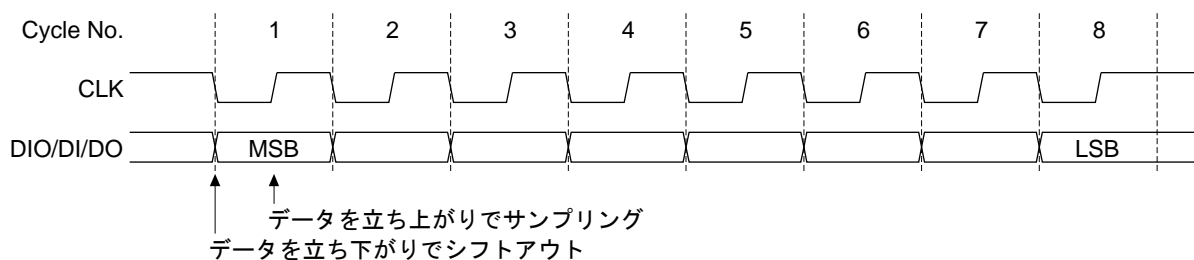 Cycle No. 1 2 3 4 5 6 7 8
CLK
DIO/DI/DO MSB LSB
データを立ち上がりでサンプリング
データを立ち下がりでシフトアウト